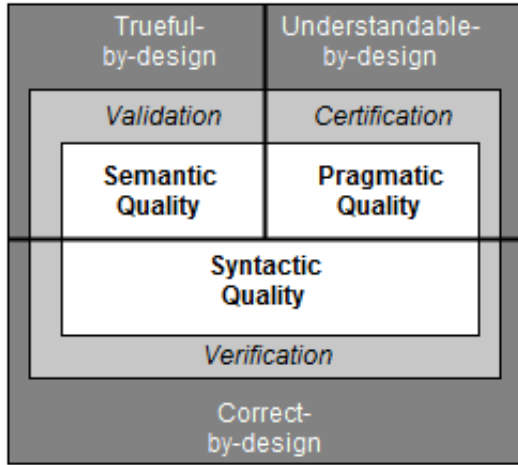 Trueful-
by-design
Understandable-
by-design
Validation
Certification
Semantic
Quality
Pragmatic
Quality
Syntactic
Quality
Verification
Correct-
by-design